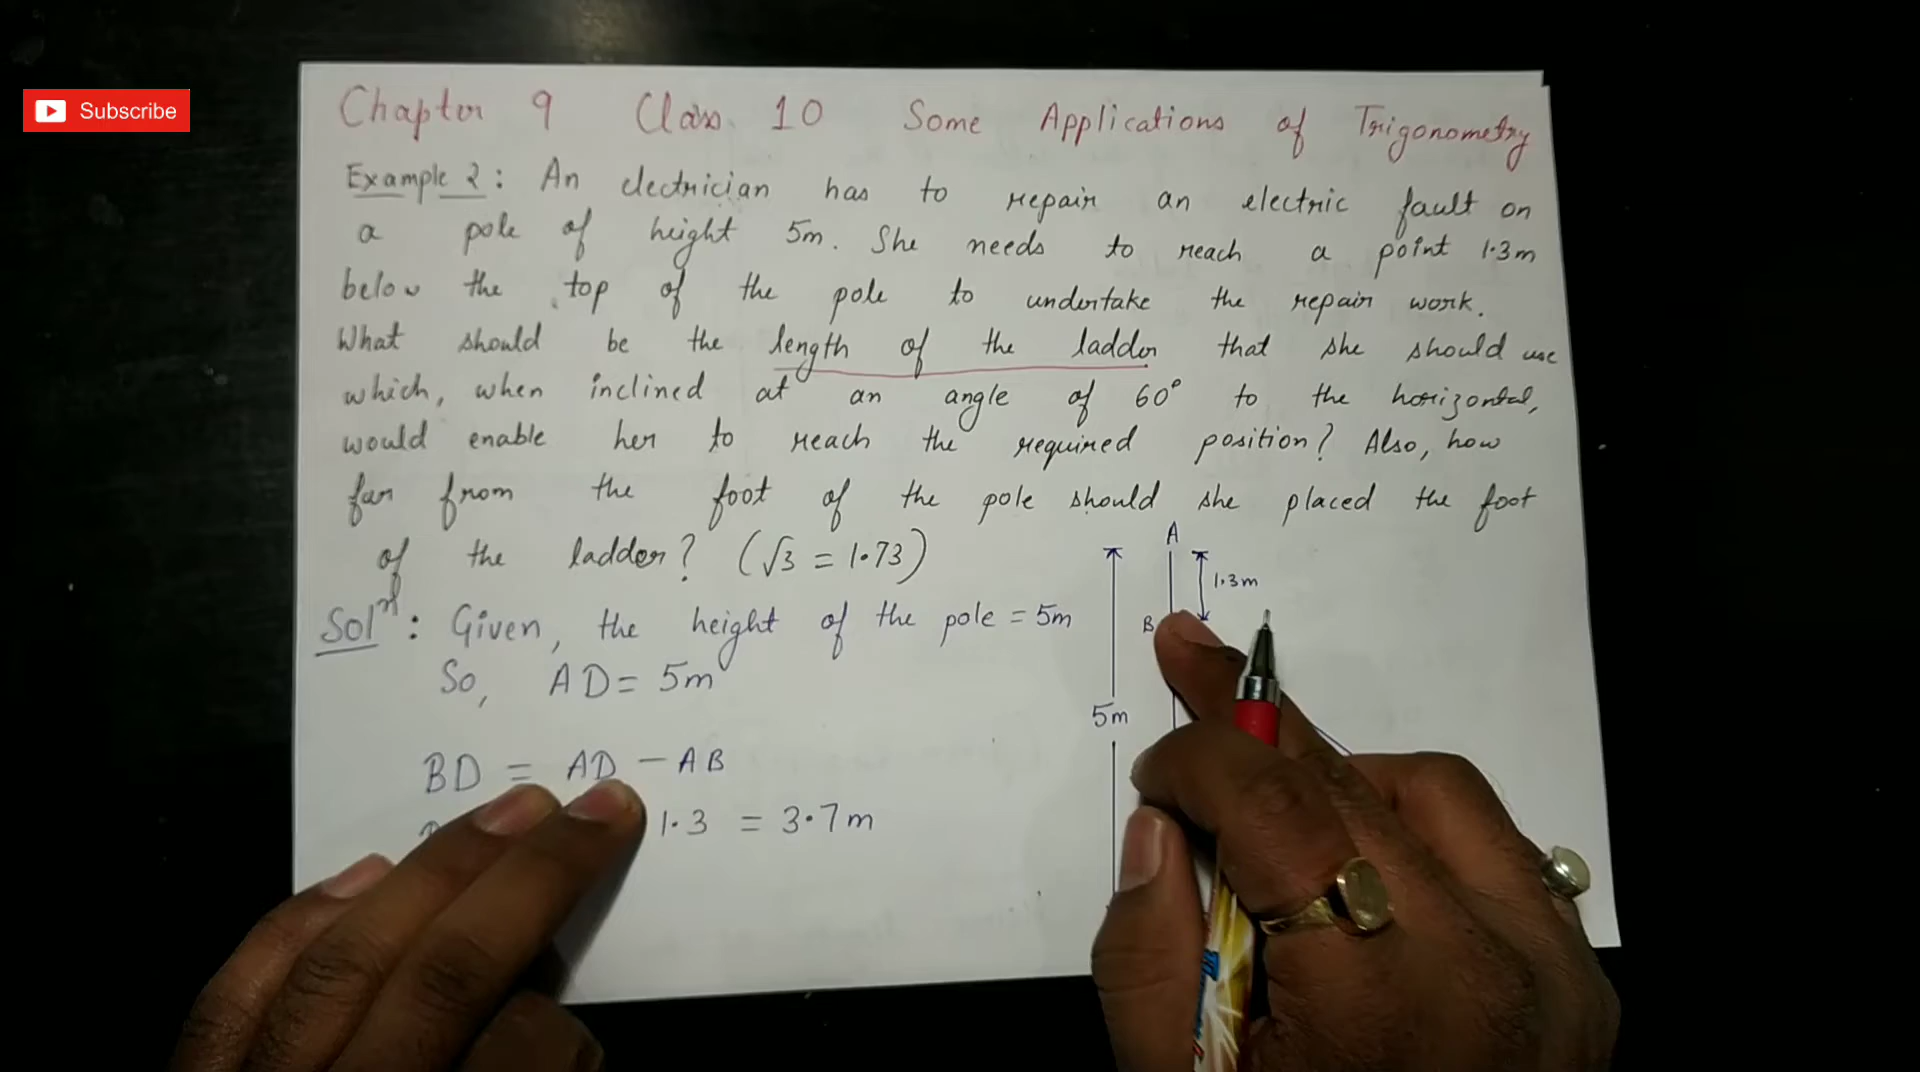 Subscribe
Chapter 9 Class 10 Some Applications of Trigonometry
Example 2: An electrician has to repair an electric fault on
a pole of height 5m. She needs to reach a point 1.3m
below the top of the pole to undertake the repair work.
What should be the length of the ladder that she should use
which, when inclined at an angle of 60° to the horizontal,
would enable her to reach the required position? Also, how
far from the foot of the pole should she placed the foot
of the ladder? (√3 = 1.73)
Solⁿ: Given, the height of the pole = 5m
So, AD = 5m
BD = AD - AB
1.3 = 3.7m
A
1.3m
B
5m